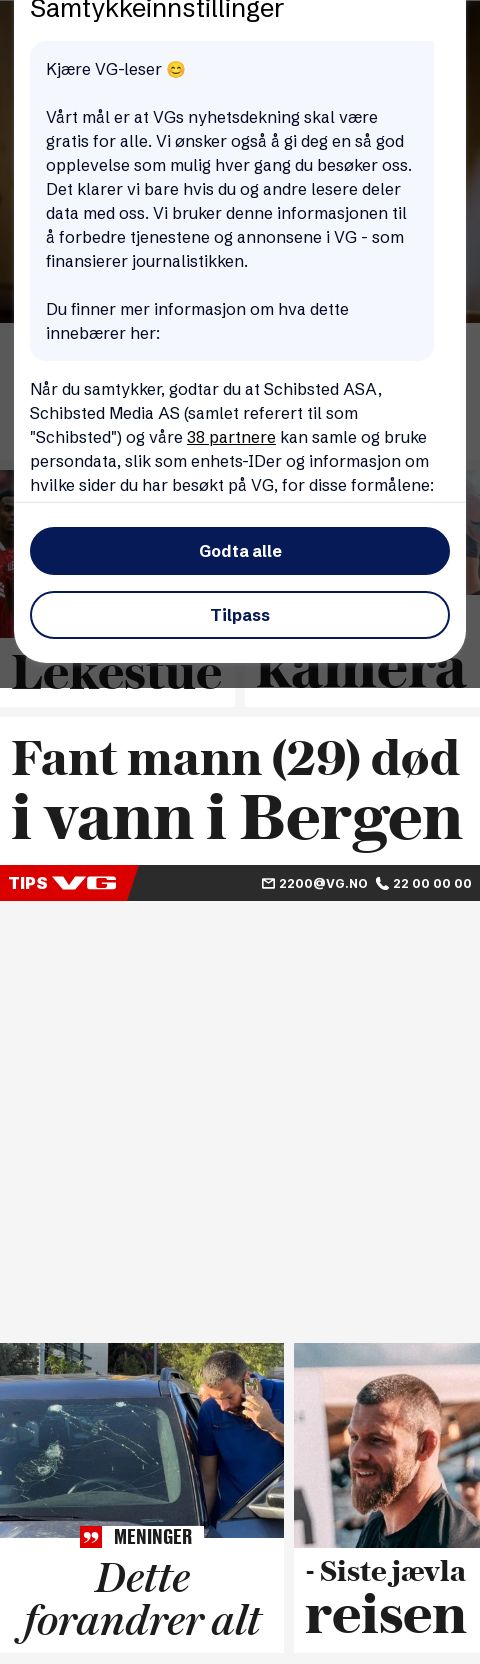 Samtykkeinnstillinger
Kjære VG-leser 😊
Vårt mål er at VGs nyhetsdekning skal være
gratis for alle. Vi ønsker også å gi deg en så god
opplevelse som mulig hver gang du besøker oss.
Det klarer vi bare hvis du og andre lesere deler
data med oss. Vi bruker denne informasjonen til
å forbedre tjenestene og annonsene i VG - som
finansierer journalistikken.
Du finner mer informasjon om hva dette
innebærer her:
Når du samtykker, godtar du at Schibsted ASA,
Schibsted Media AS (samlet referert til som
"Schibsted") og våre 38 partnere kan samle og bruke
persondata, slik som enhets-IDer og informasjon om
hvilke sider du har besøkt på VG, for disse formålene:
Godta alle
Tilpass
Lekestue
kamera
Fant mann (29) død
i vann i Bergen
TIPS VG
2200@VG.NO 22 00 00 00
MENINGER
Dette
forandrer alt
- Siste jævla
reisen